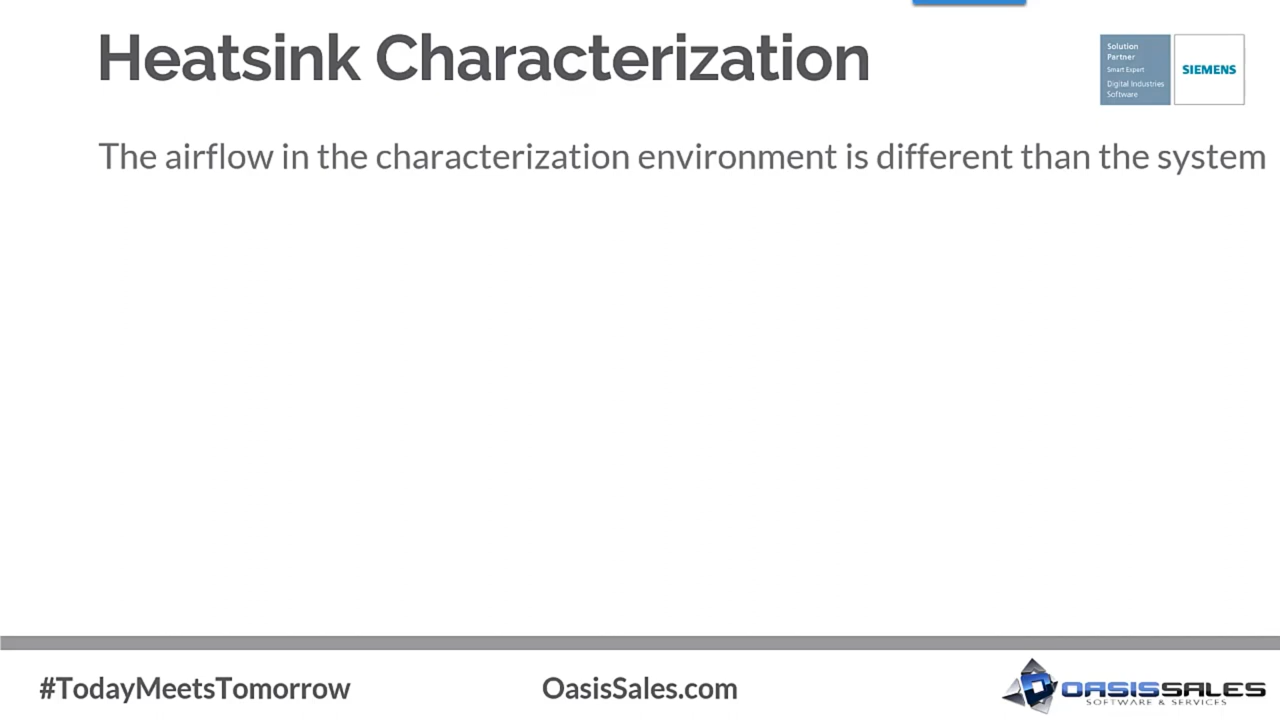 Heatsink Characterization
Solution
Partner
Smart Expert
Digital Industries
Software
SIEMENS
The airflow in the characterization environment is different than the system
#TodayMeetsTomorrow
OasisSales.com
OASISSALES
SOFTWARE & SERVICES